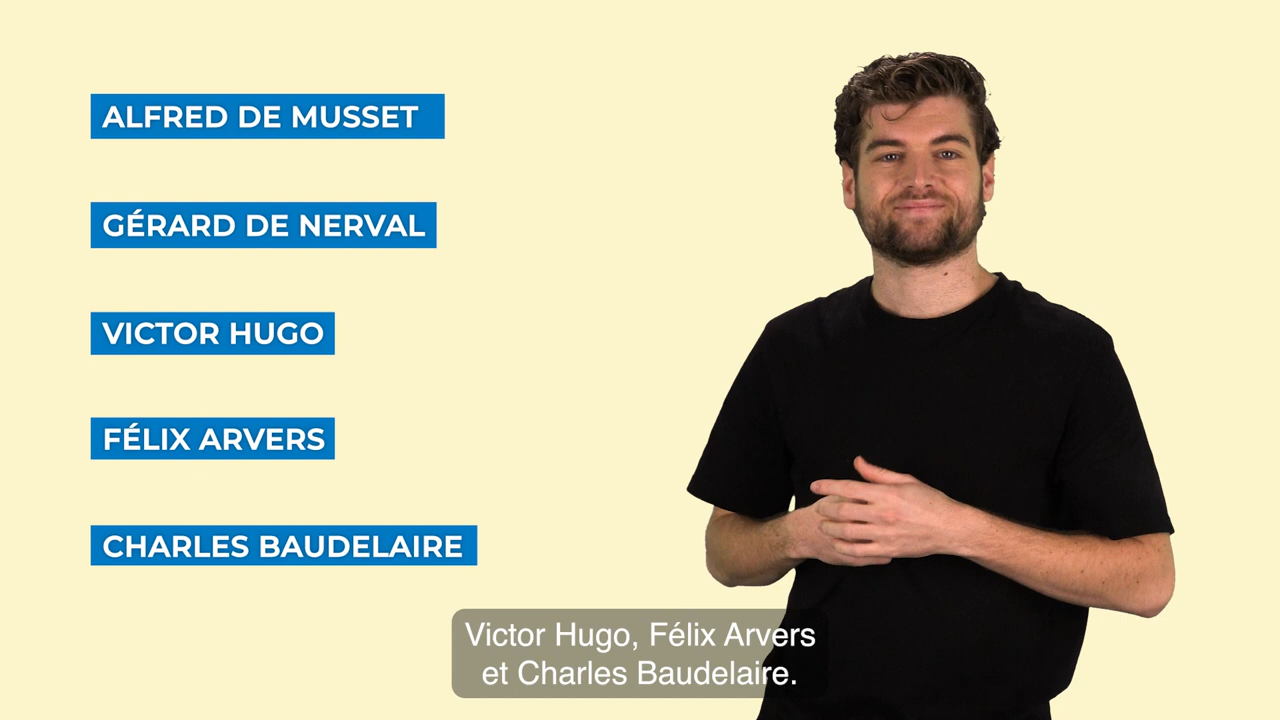 ALFRED DE MUSSET
GÉRARD DE NERVAL
VICTOR HUGO
FÉLIX ARVERS
CHARLES BAUDELAIRE
Victor Hugo, Félix Arvers
et Charles Baudelaire.